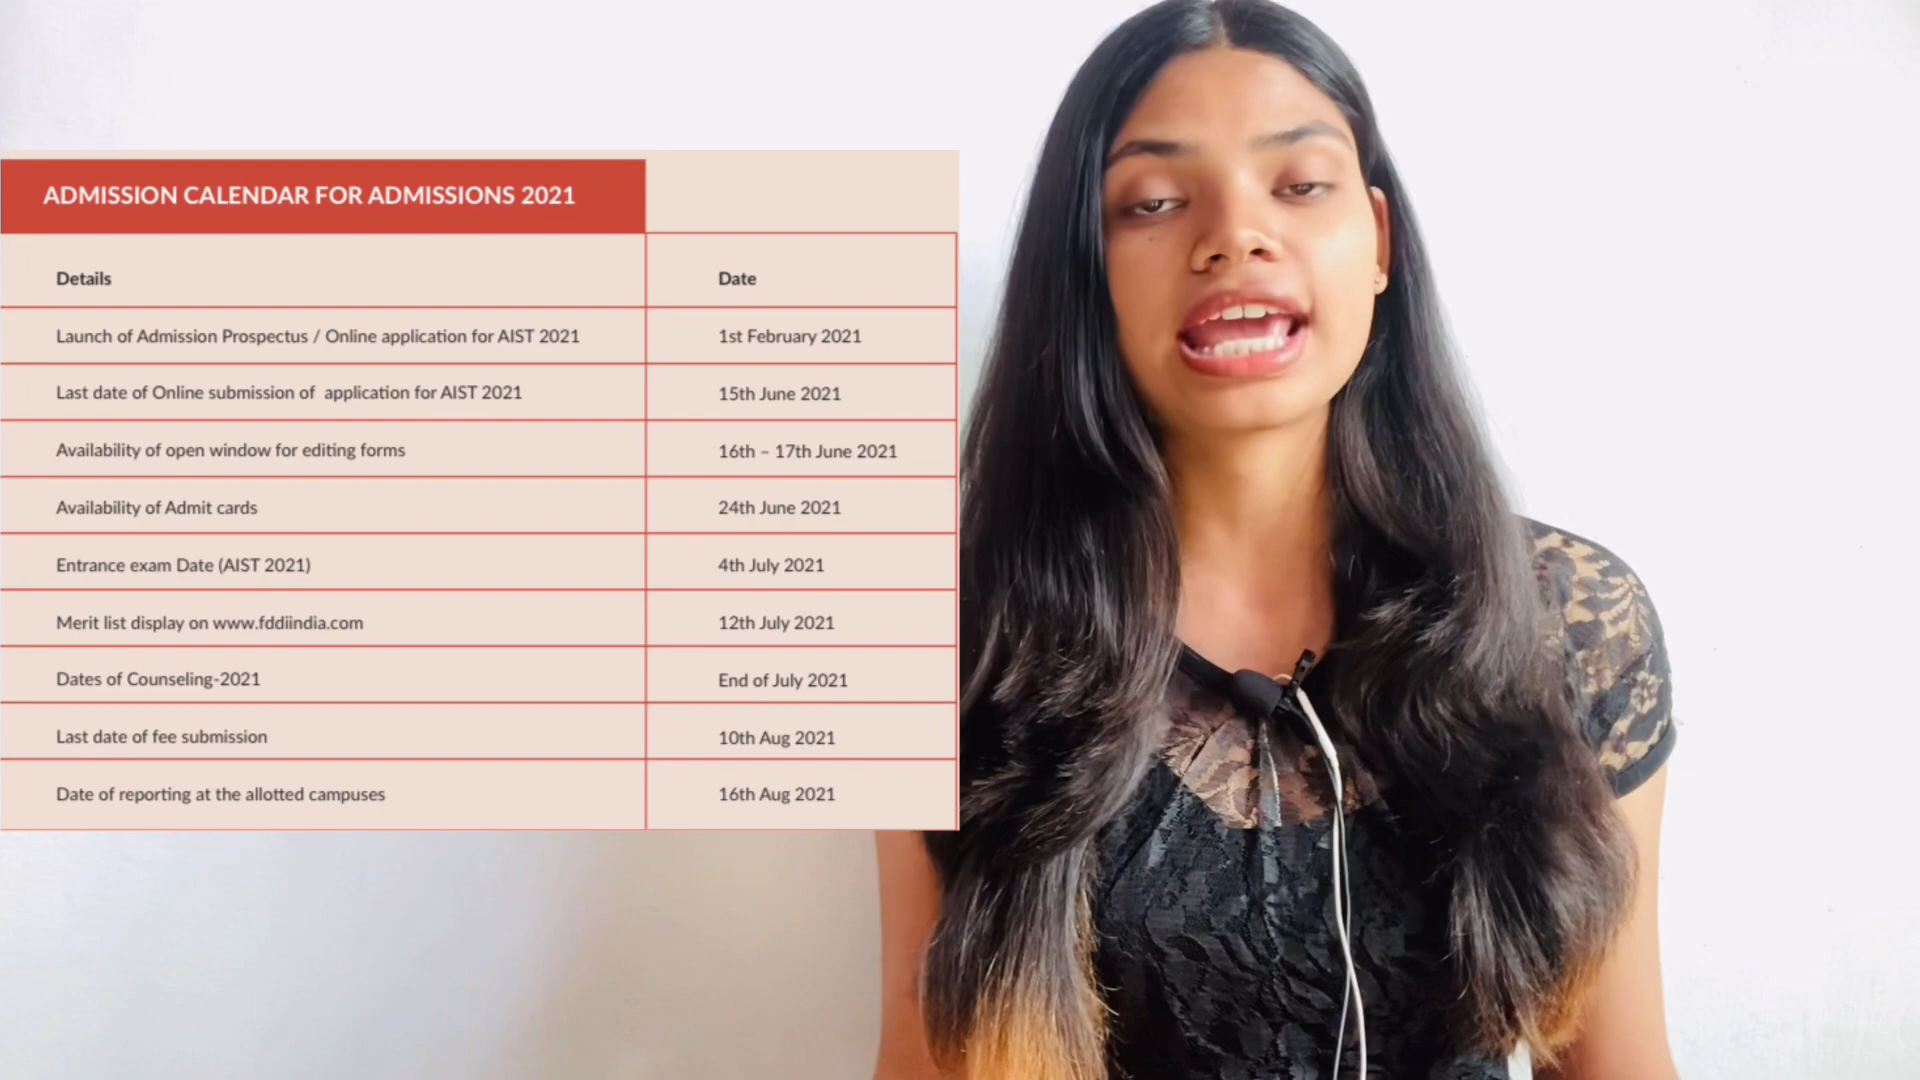 ADMISSION CALENDAR FOR ADMISSIONS 2021
Details Date
Launch of Admission Prospectus / Online application for AIST 2021 1st February 2021
Last date of Online submission of application for AIST 2021 15th June 2021
Availability of open window for editing forms 16th – 17th June 2021
Availability of Admit cards 24th June 2021
Entrance exam Date (AIST 2021) 4th July 2021
Merit list display on www.fddiindia.com 12th July 2021
Dates of Counseling-2021 End of July 2021
Last date of fee submission 10th Aug 2021
Date of reporting at the allotted campuses 16th Aug 2021